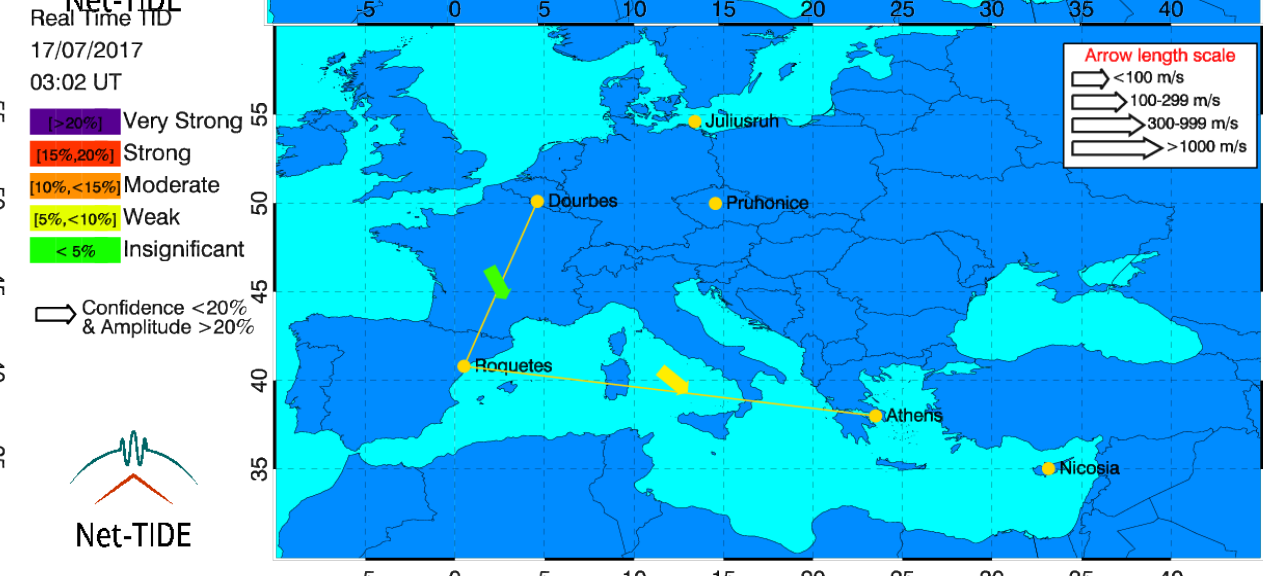 Net-TIDE
Real Time TID
17/07/2017
03:02 UT
[>20%] Very Strong
[15%,20%] Strong
[10%,<15%] Moderate
[5%,<10%] Weak
< 5% Insignificant
Confidence <20%
& Amplitude >20%
Net-TIDE
-5 0 5 10 15 20 25 30 35 40
Arrow length scale
<100 m/s
100-299 m/s
300-999 m/s
>1000 m/s
55
Juliusruh
50
Dourbes
Pruhonice
45
Roquetes
40
Athens
35
Nicosia